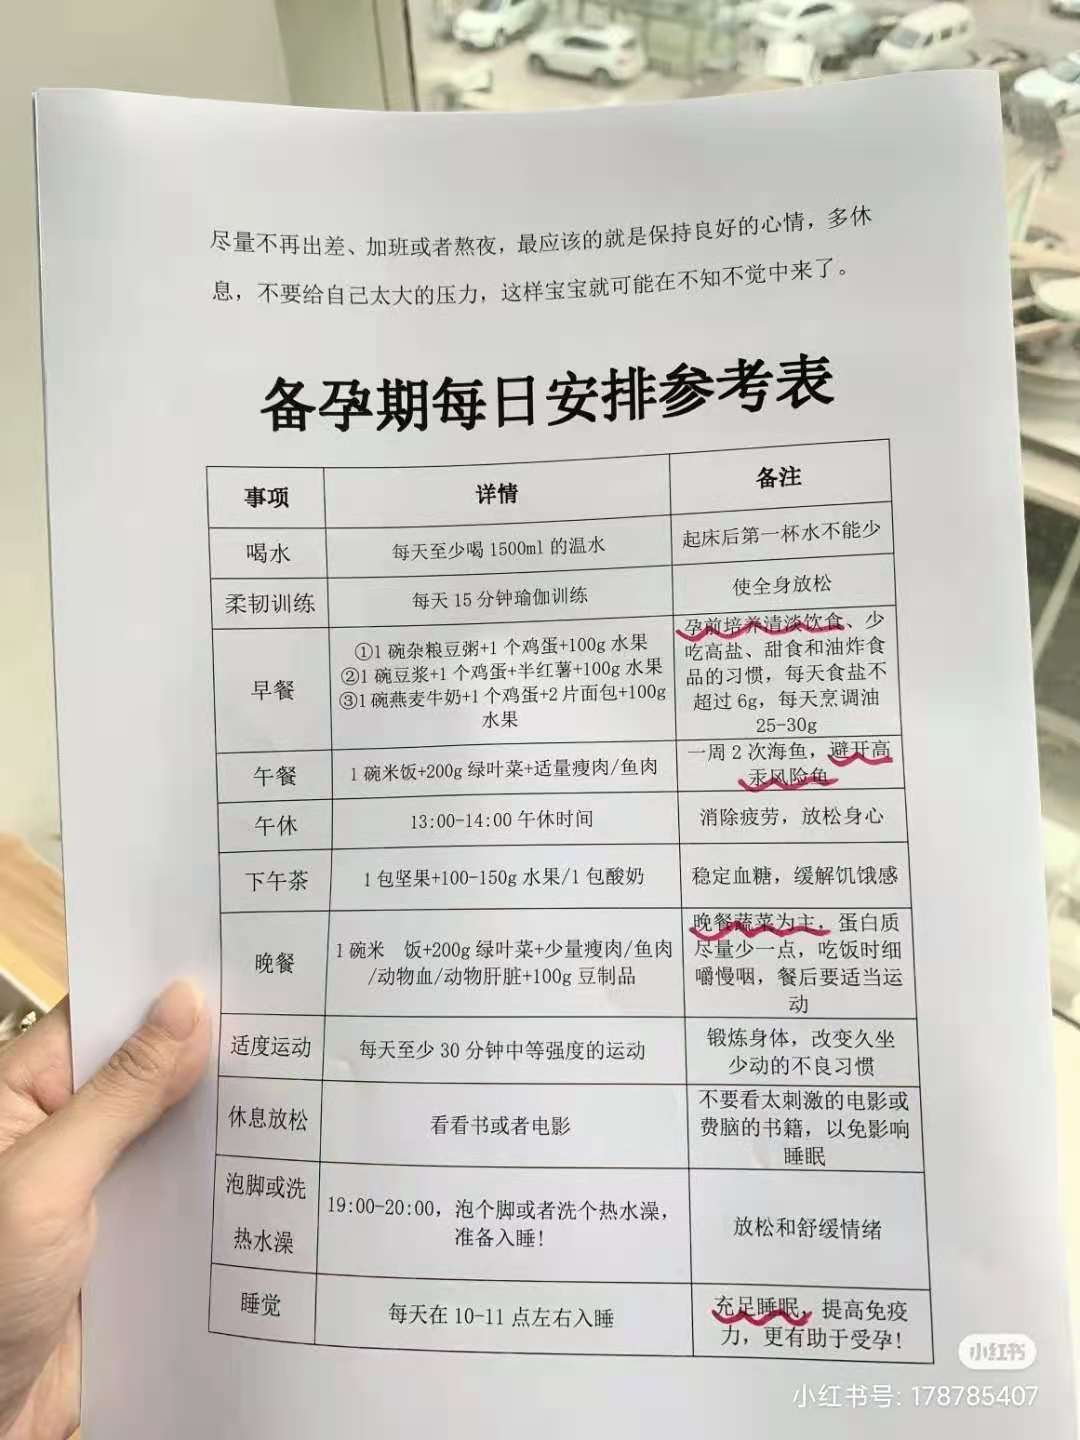 尽量不再出差、加班或者熬夜，最应该的就是保持良好的心情，多休
息，不要给自己太大的压力，这样宝宝就可能在不知不觉中来了。
备孕期每日安排参考表
事项 详情 备注
喝水 每天至少喝 1500ml 的温水 起床后第一杯水不能少
柔韧训练 每天 15 分钟瑜伽训练 使全身放松
早餐
①1 碗杂粮豆粥+1 个鸡蛋+100g 水果
②1 碗豆浆+1 个鸡蛋+半红薯+100g 水果
③1 碗燕麦牛奶+1 个鸡蛋+2 片面包+100g
水果
孕前培养清淡饮食、少
吃高盐、甜食和油炸食
品的习惯，每天食盐不
超过 6g，每天烹调油
25-30g
午餐 1 碗米饭+200g 绿叶菜+适量瘦肉/鱼肉
一周 2 次海鱼，避开高
汞风险鱼
午休 13:00-14:00 午休时间 消除疲劳，放松身心
下午茶 1 包坚果+100-150g 水果/1 包酸奶 稳定血糖，缓解饥饿感
晚餐
1 碗米 饭+200g 绿叶菜+少量瘦肉/鱼肉
/动物血/动物肝脏+100g 豆制品
晚餐蔬菜为主，蛋白质
尽量少一点，吃饭时细
嚼慢咽，餐后要适当运
动
适度运动 每天至少 30 分钟中等强度的运动
锻炼身体，改变久坐
少动的不良习惯
休息放松 看看书或者电影
不要看太刺激的电影或
费脑的书籍，以免影响
睡眠
泡脚或洗
热水澡
19:00-20:00，泡个脚或者洗个热水澡，
准备入睡！
放松和舒缓情绪
睡觉 每天在 10-11 点左右入睡
充足睡眠，提高免疫
力，更有助于受孕！
小红书
小红书号: 178785407